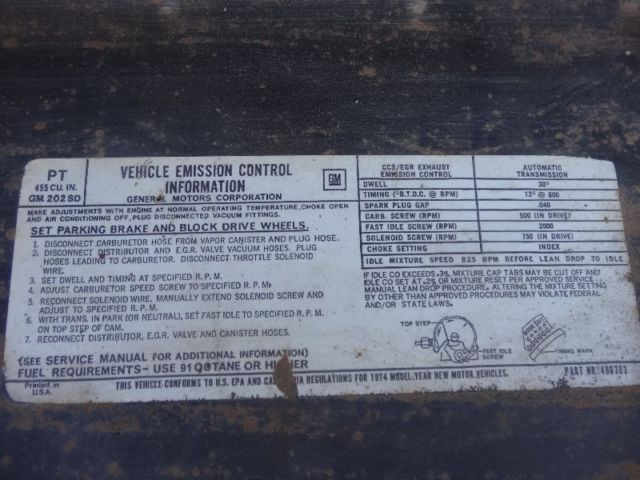 PT
455 CU. IN.
GM 202 SD
VEHICLE EMISSION CONTROL
INFORMATION
GENERAL MOTORS CORPORATION
GM
MAKE ADJUSTMENTS WITH ENGINE AT NORMAL OPERATING TEMPERATURE, CHOKE OPEN
AND AIR CONDITIONING OFF, PLUG DISCONNECTED VACUUM FITTINGS.
SET PARKING BRAKE AND BLOCK DRIVE WHEELS.
1. DISCONNECT CARBURETOR HOSE FROM VAPOR CANISTER AND PLUG HOSE.
2. DISCONNECT DISTRIBUTOR AND E.G.R. VALVE VACUUM HOSES. PLUG
HOSES LEADING TO CARBURETOR. DISCONNECT THROTTLE SOLENOID
WIRE.
3. SET DWELL AND TIMING AT SPECIFIED R.P.M.
4. ADJUST CARBURETOR SPEED SCREW TO SPECIFIED R.P.M.
5. RECONNECT SOLENOID WIRE. MANUALLY EXTEND SOLENOID SCREW AND
ADJUST TO SPECIFIED R.P.M.
6. WITH TRANS. IN PARK (OR NEUTRAL), SET FAST IDLE TO SPECIFIED R.P.M.
ON TOP STEP OF CAM.
7. RECONNECT DISTRIBUTOR, E.G.R. VALVE AND CANISTER HOSES.
(SEE SERVICE MANUAL FOR ADDITIONAL INFORMATION)
FUEL REQUIREMENTS - USE 91 OCTANE OR HIGHER
Printed in
U.S.A.
THIS VEHICLE CONFORMS TO U.S. EPA AND CALIFORNIA REGULATIONS FOR 1974 MODEL YEAR NEW MOTOR VEHICLES.
CCS/EGR EXHAUST EMISSION CONTROL AUTOMATIC TRANSMISSION
DWELL 30°
TIMING (°B.T.D.C. @ RPM) 12° @ 600
SPARK PLUG GAP .040
CARB. SCREW (RPM) 500 (IN DRIVE)
FAST IDLE SCREW (RPM) 2000
SOLENOID SCREW (RPM) 750 (IN DRIVE)
CHOKE SETTING INDEX
IDLE MIXTURE SPEED 825 RPM BEFORE LEAN DROP TO IDLE
IF IDLE CO EXCEEDS .3%, MIXTURE CAP TABS MAY BE CUT OFF AND
IDLE CO SET AT .2% OR MIXTURE RESET PER APPROVED SERVICE
MANUAL LEAN DROP PROCEDURE. ALTERING THE MIXTURE SETTING
BY OTHER THAN APPROVED PROCEDURES MAY VIOLATE FEDERAL
AND/OR STATE LAWS.
TOP STEP
FAST IDLE
SCREW
TIMING MARK
PART NO.